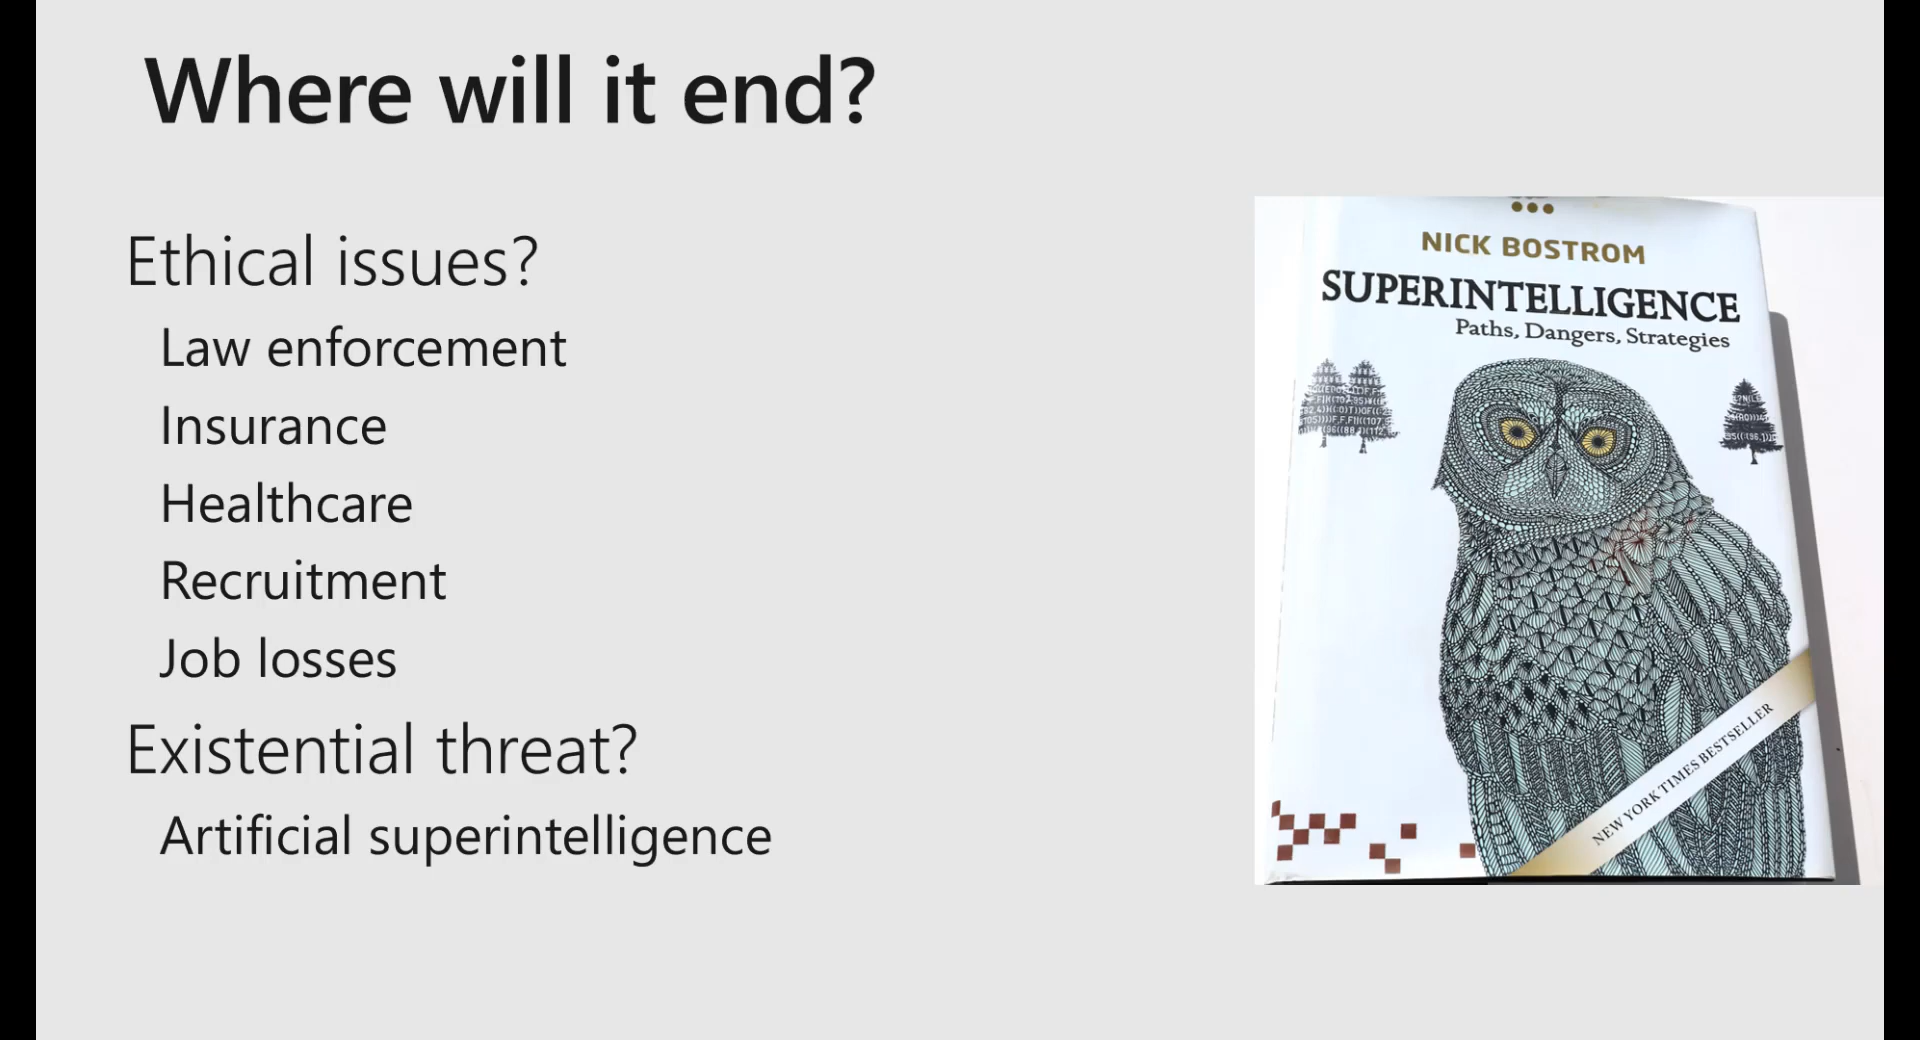 Where will it end?
Ethical issues?
Law enforcement
Insurance
Healthcare
Recruitment
Job losses
Existential threat?
Artificial superintelligence
NICK BOSTROM
SUPERINTELLIGENCE
Paths, Dangers, Strategies
NEW YORK TIMES BESTSELLER